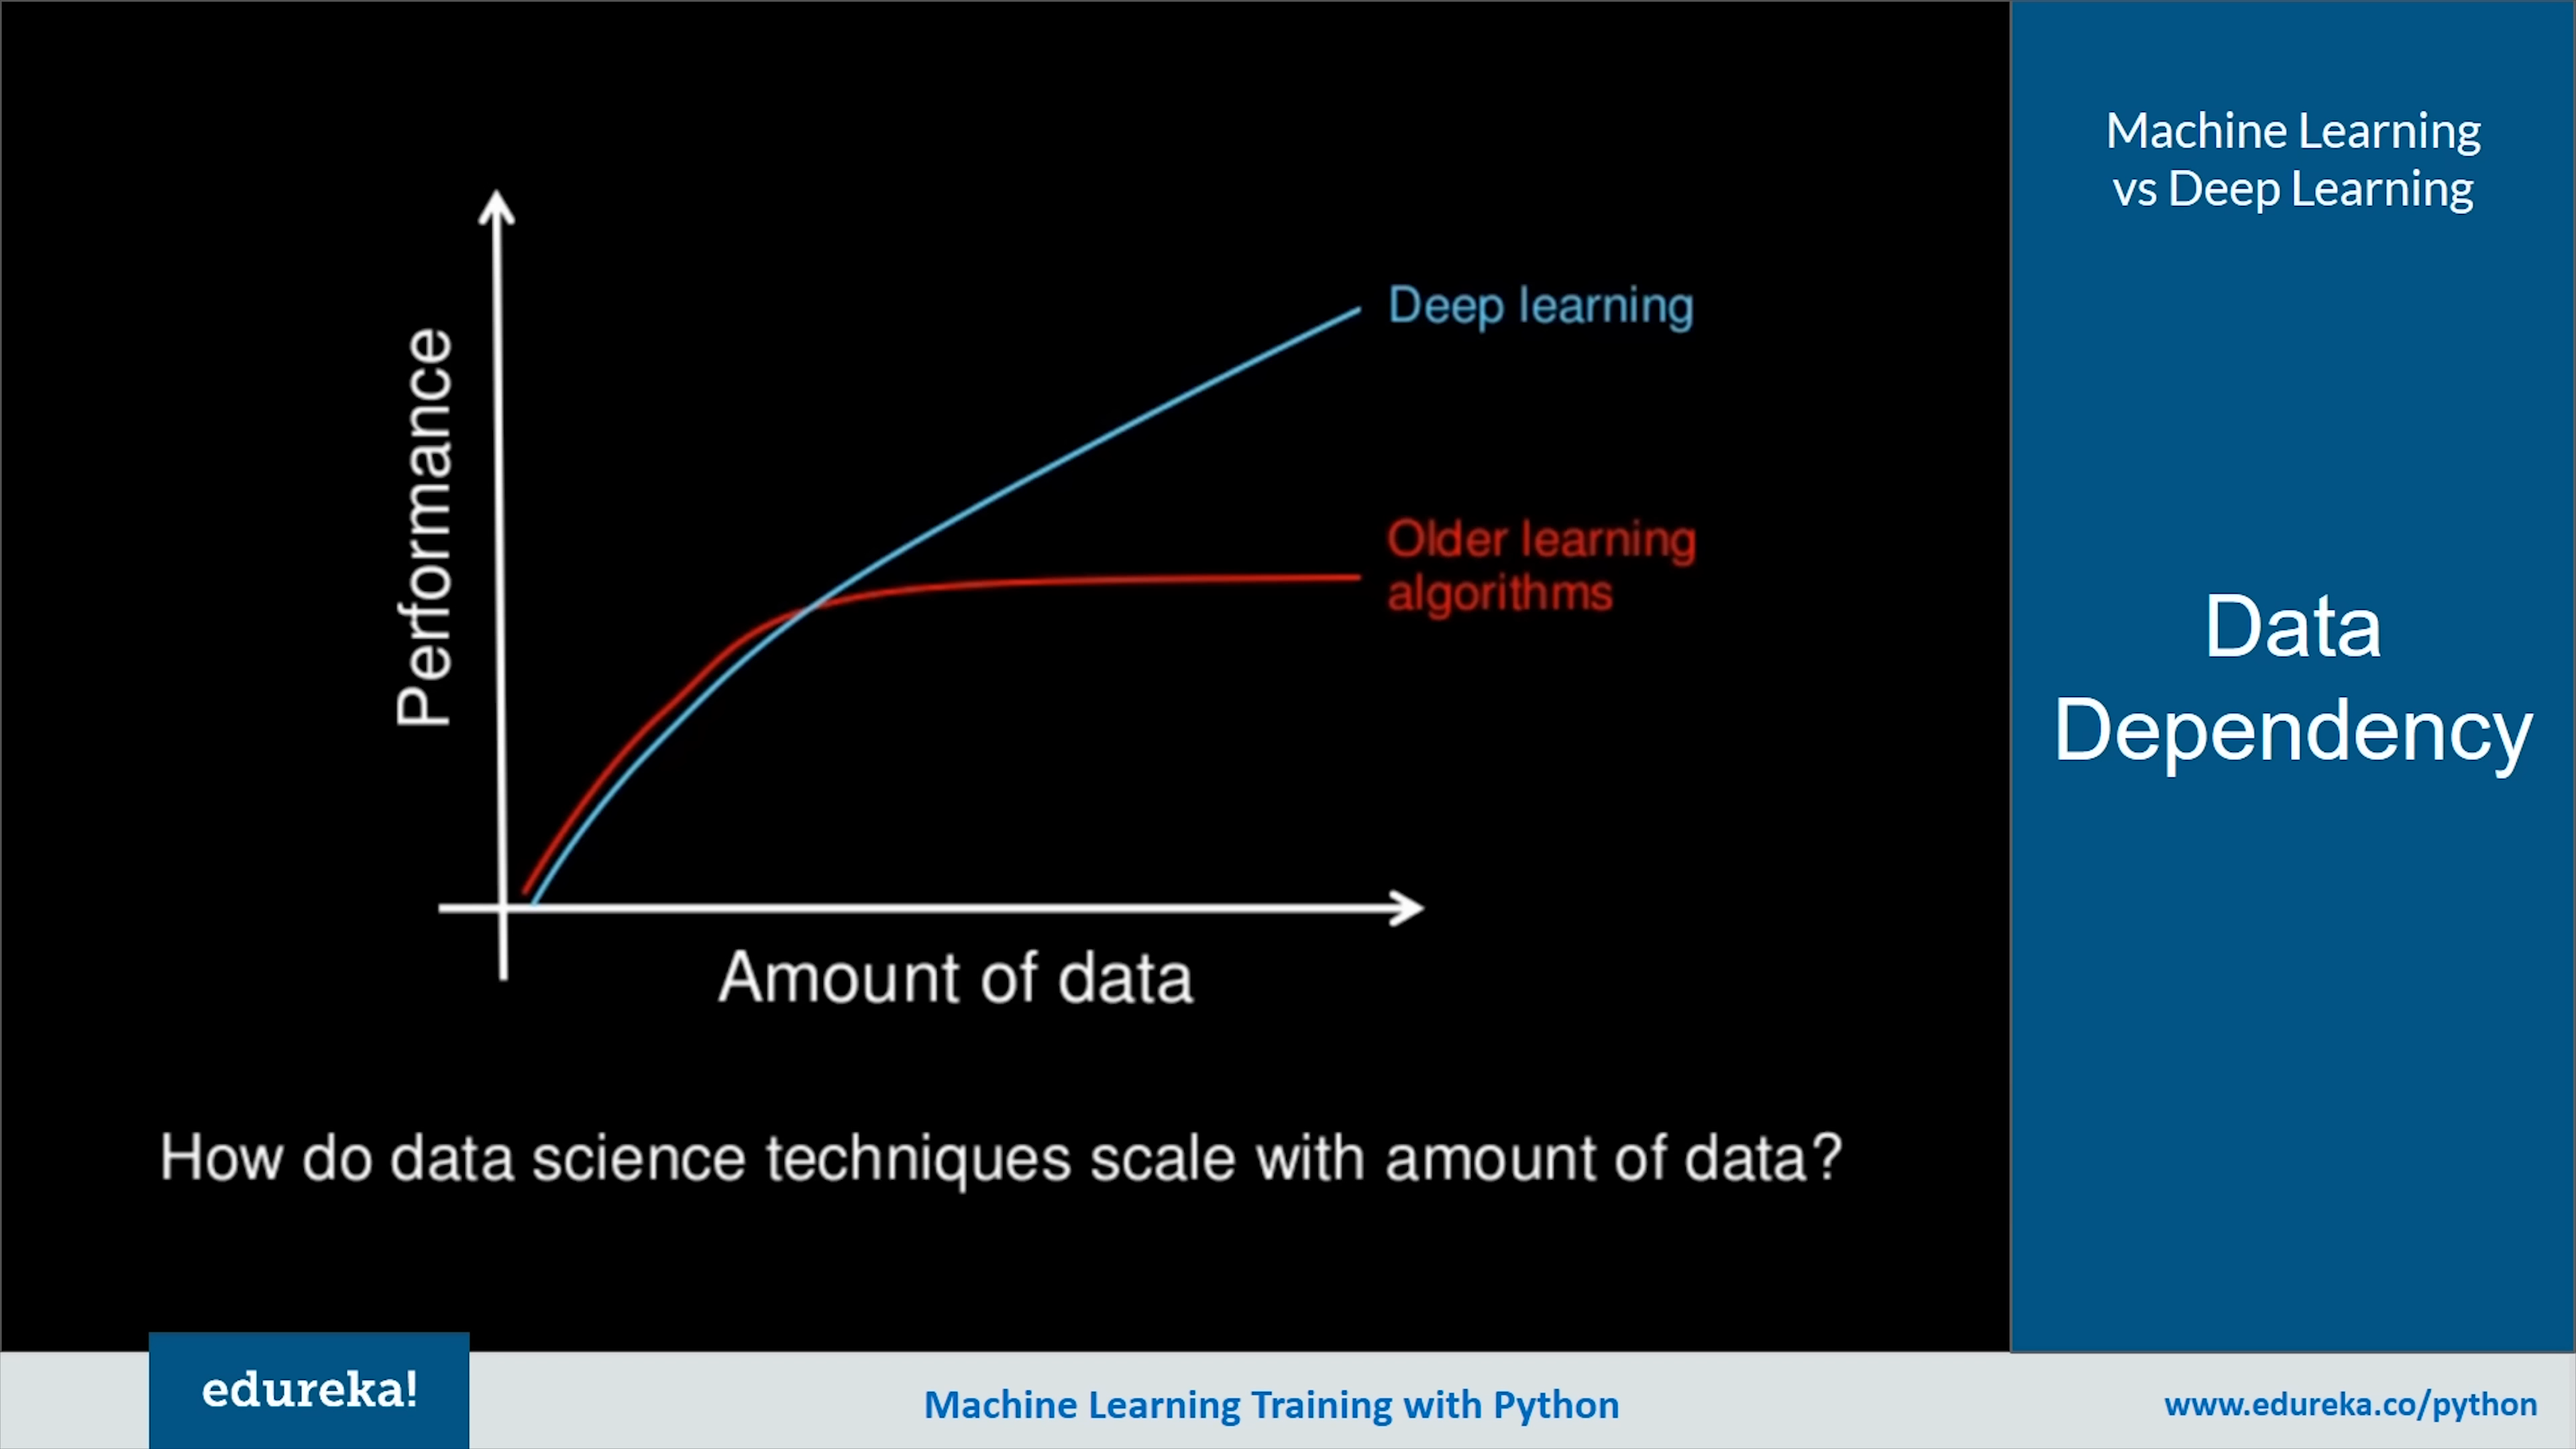 Machine Learning
vs Deep Learning
Data
Dependency
Performance
Deep learning
Older learning
algorithms
Amount of data
How do data science techniques scale with amount of data?
edureka!
Machine Learning Training with Python
www.edureka.co/python